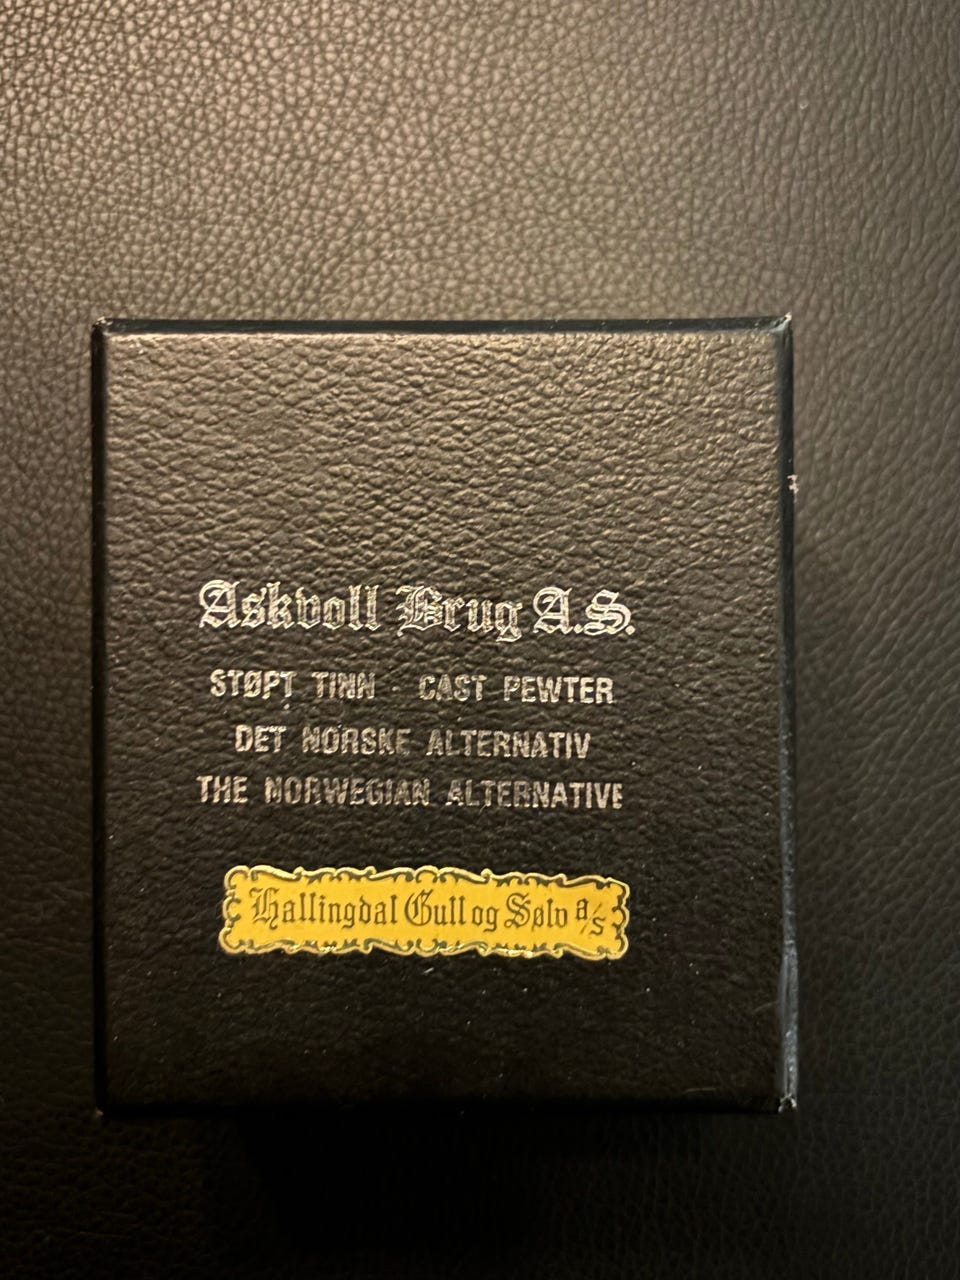 Askvoll Brug A.S.
STØPT TINN - CAST PEWTER
DET NORSKE ALTERNATIV
THE NORWEGIAN ALTERNATIVE
Hallingdal Gull og Sølv a/s